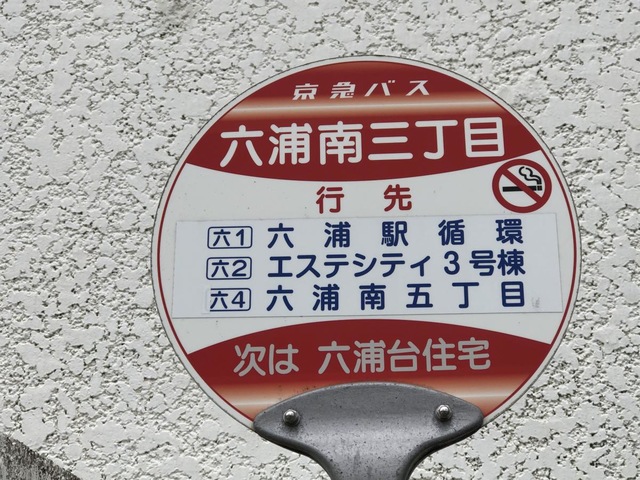 京急バス
六浦南三丁目
行先
六1 六浦駅循環
六2 エステシティ3号棟
六4 六浦南五丁目
次は 六浦台住宅